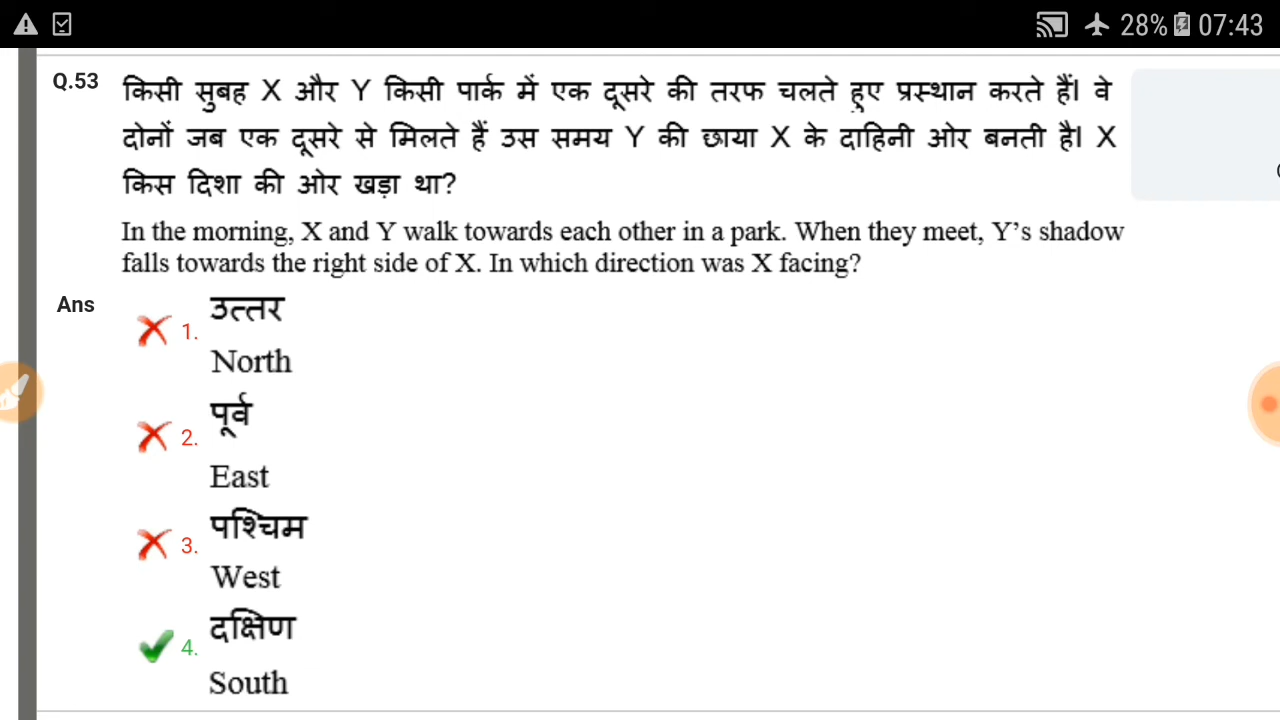 28% 07:43
Q.53 किसी सुबह X और Y किसी पार्क में एक दूसरे की तरफ चलते हुए प्रस्थान करते हैं। वे
दोनों जब एक दूसरे से मिलते हैं उस समय Y की छाया X के दाहिनी ओर बनती है। X
किस दिशा की ओर खड़ा था?
In the morning, X and Y walk towards each other in a park. When they meet, Y’s shadow
falls towards the right side of X. In which direction was X facing?
Ans
1. उत्तर
North
2. पूर्व
East
3. पश्चिम
West
4. दक्षिण
South